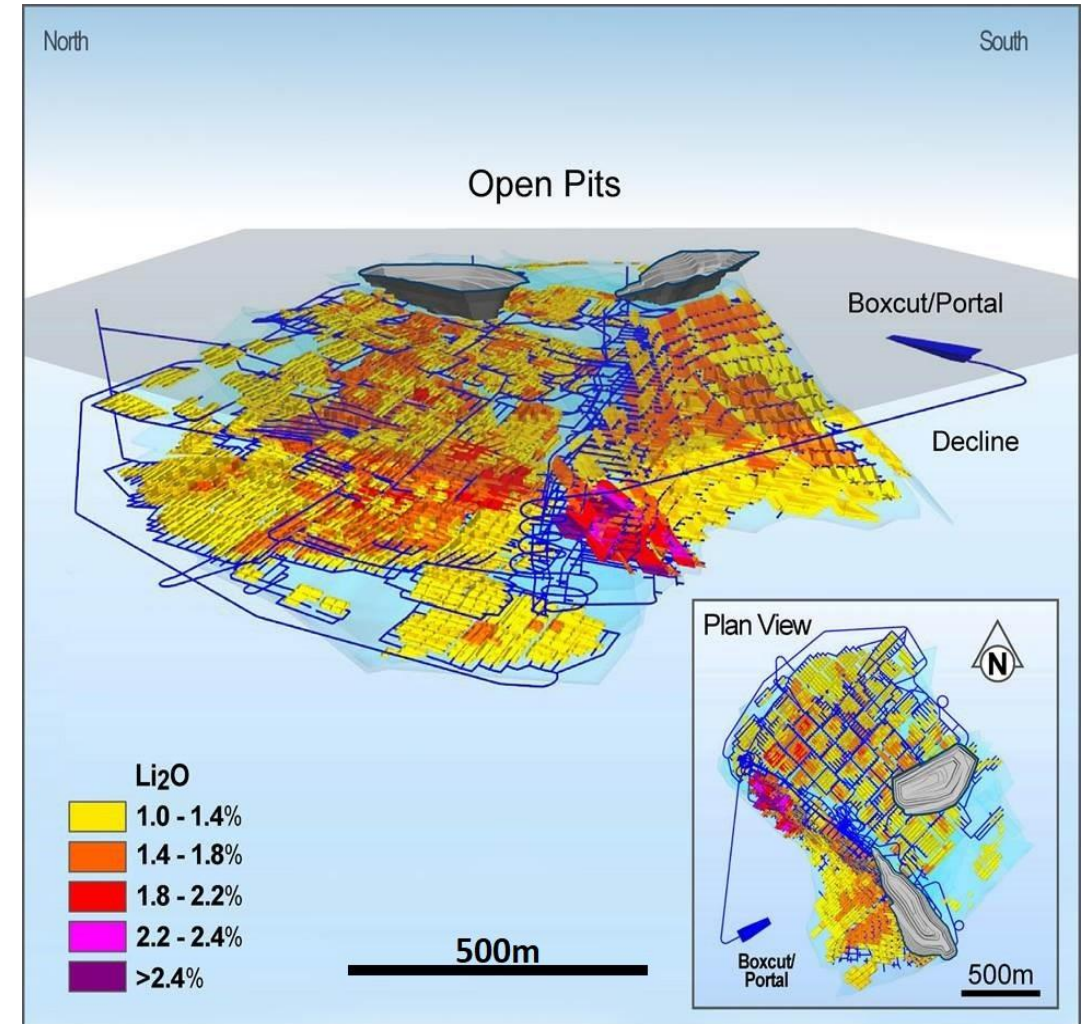 North
South
Open Pits
Boxcut/Portal
Decline
Plan View
N
Boxcut/
Portal
500m
Li₂O
1.0 - 1.4%
1.4 - 1.8%
1.8 - 2.2%
2.2 - 2.4%
>2.4%
500m